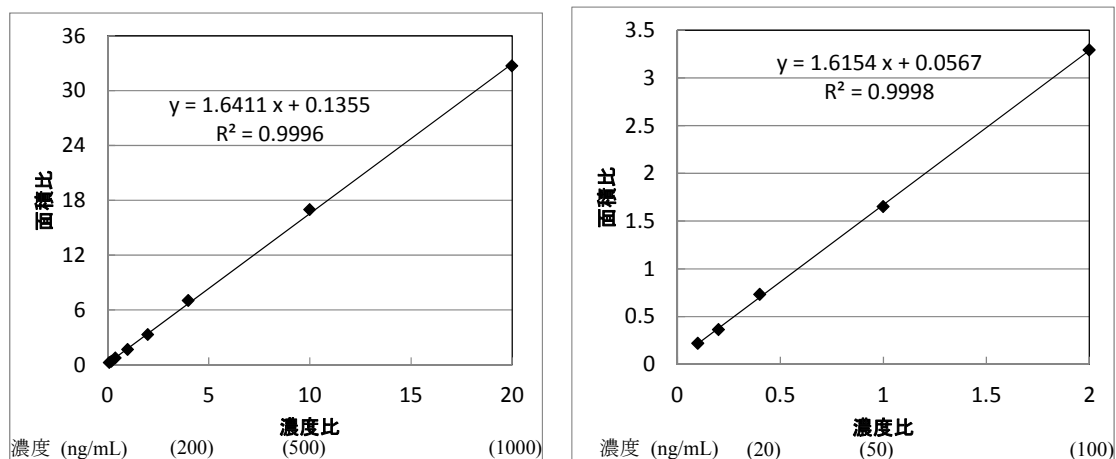 36
30
24
18
12
6
0
y = 1.6411 x + 0.1355
R² = 0.9996
面積比
0 5 10 15 20
濃度比
濃度 (ng/mL) (200) (500) (1000)
3.5
3
2.5
2
1.5
1
0.5
0
y = 1.6154 x + 0.0567
R² = 0.9998
面積比
0 0.5 1 1.5 2
濃度比
濃度 (ng/mL) (20) (50) (100)